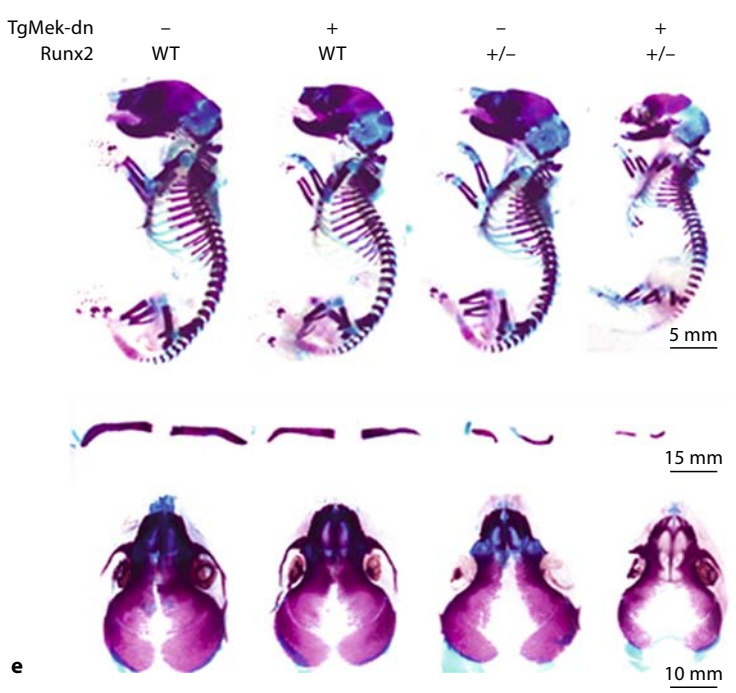 TgMek-dn – + – +
Runx2 WT WT +/– +/–
5 mm
15 mm
e
10 mm